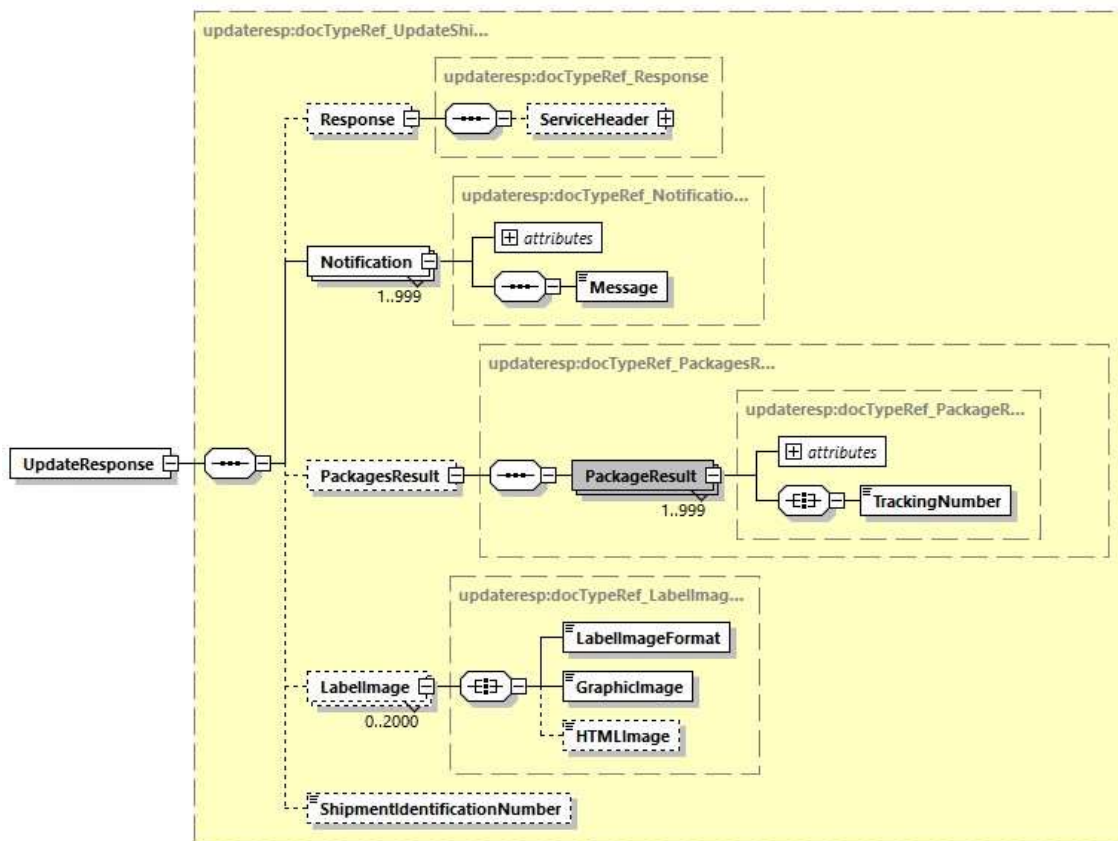 updateresp:docTypeRef_UpdateShi...
updateresp:docTypeRef_Response
Response
ServiceHeader
updateresp:docTypeRef_Notificatio...
attributes
Notification
1..999
Message
updateresp:docTypeRef_PackagesR...
updateresp:docTypeRef_PackageR...
attributes
UpdateResponse
PackagesResult
PackageResult
1..999
TrackingNumber
updateresp:docTypeRef_LabelImag...
LabelImageFormat
LabelImage
0..2000
GraphicImage
HTMLImage
ShipmentIdentificationNumber